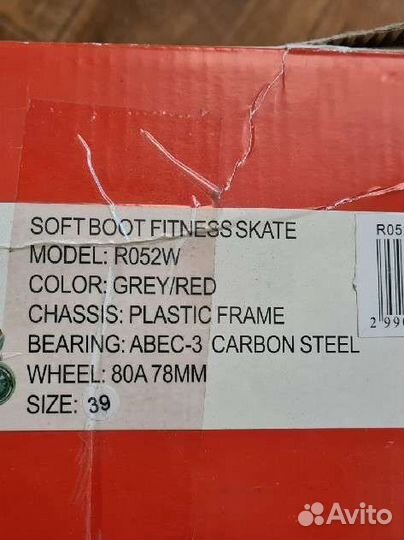 SOFT BOOT FITNESS SKATE
MODEL: R052W
COLOR: GREY/RED
CHASSIS: PLASTIC FRAME
BEARING: ABEC-3 CARBON STEEL
WHEEL: 80A 78MM
SIZE: 39
Avito